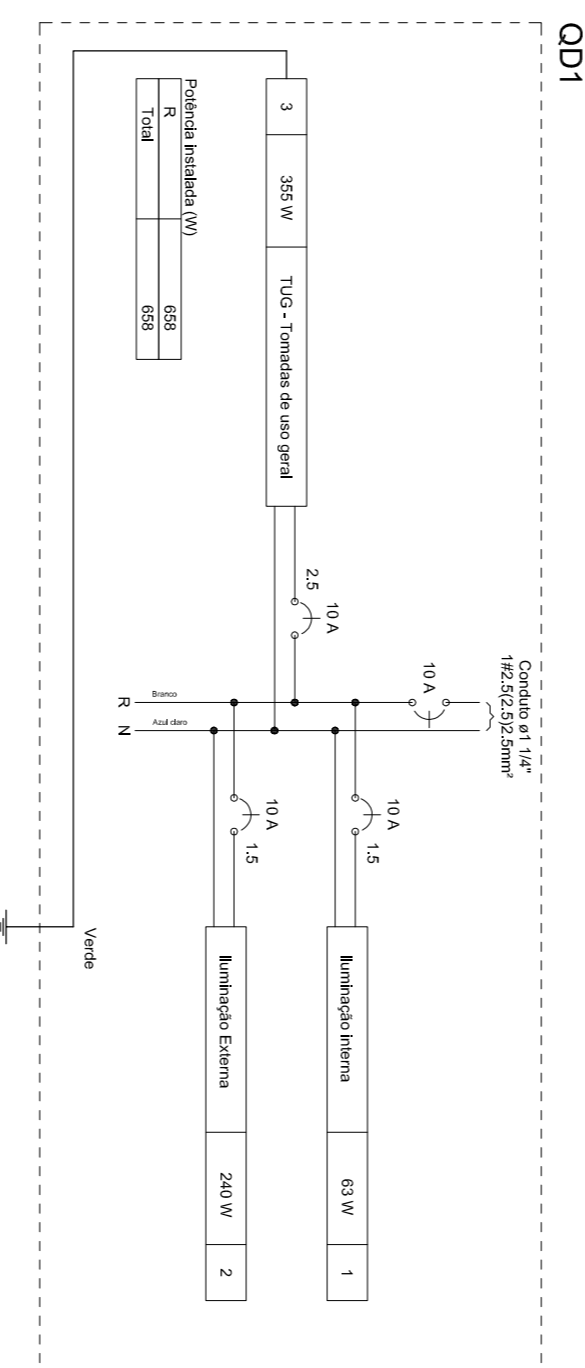 QD1
Conduto ø1 1/4"
1#2.5(2.5)2.5mm²
10 A
3
355 W
TUG - Tomadas de uso geral
2.5
10 A
10 A
1.5
Iluminação interna
63 W
1
10 A
1.5
Iluminação Externa
240 W
2
Branco
R
Azul claro
N
Potência instalada (W)
R 658
Total 658
Verde